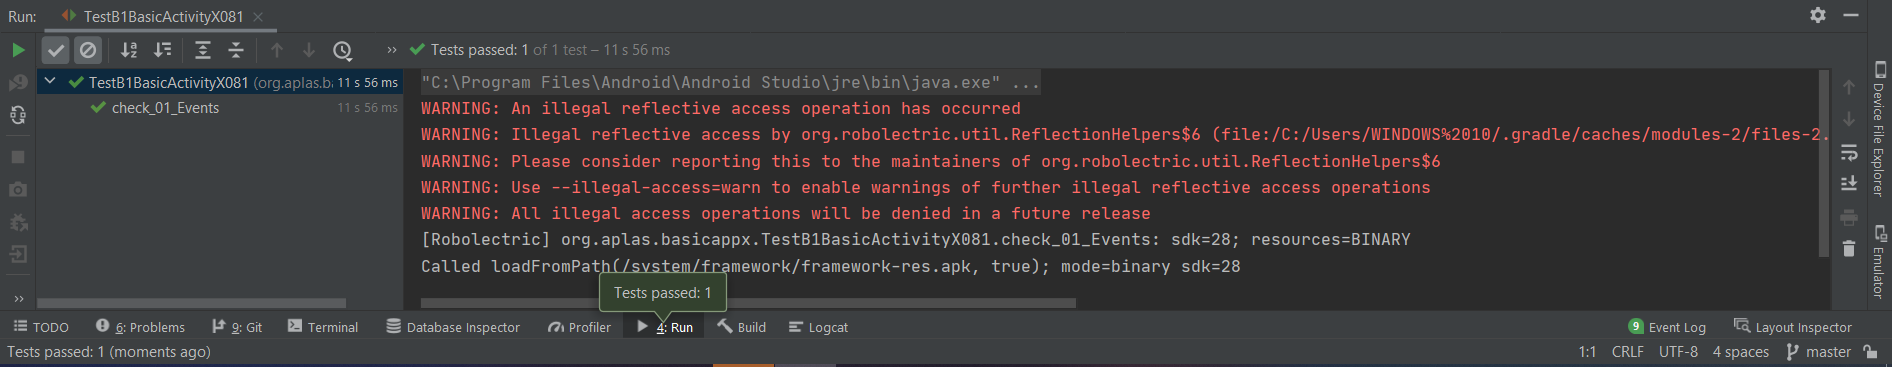 Run: TestB1BasicActivityX081
Tests passed: 1 of 1 test – 11 s 56 ms
TestB1BasicActivityX081 (org.aplas.ba 11 s 56 ms
check_01_Events 11 s 56 ms
"C:\Program Files\Android\Android Studio\jre\bin\java.exe" ...
WARNING: An illegal reflective access operation has occurred
WARNING: Illegal reflective access by org.robolectric.util.ReflectionHelpers$6 (file:/C:/Users/WINDOWS%2010/.gradle/caches/modules-2/files-2.
WARNING: Please consider reporting this to the maintainers of org.robolectric.util.ReflectionHelpers$6
WARNING: Use --illegal-access=warn to enable warnings of further illegal reflective access operations
WARNING: All illegal access operations will be denied in a future release
[Robolectric] org.aplas.basicappx.TestB1BasicActivityX081.check_01_Events: sdk=28; resources=BINARY
Called loadFromPath(/system/framework/framework-res.apk, true); mode=binary sdk=28
Tests passed: 1
Device File Explorer
Emulator
TODO 6: Problems 9: Git Terminal Database Inspector Profiler 4: Run Build Logcat 9 Event Log Layout Inspector
Tests passed: 1 (moments ago) 1:1 CRLF UTF-8 4 spaces master